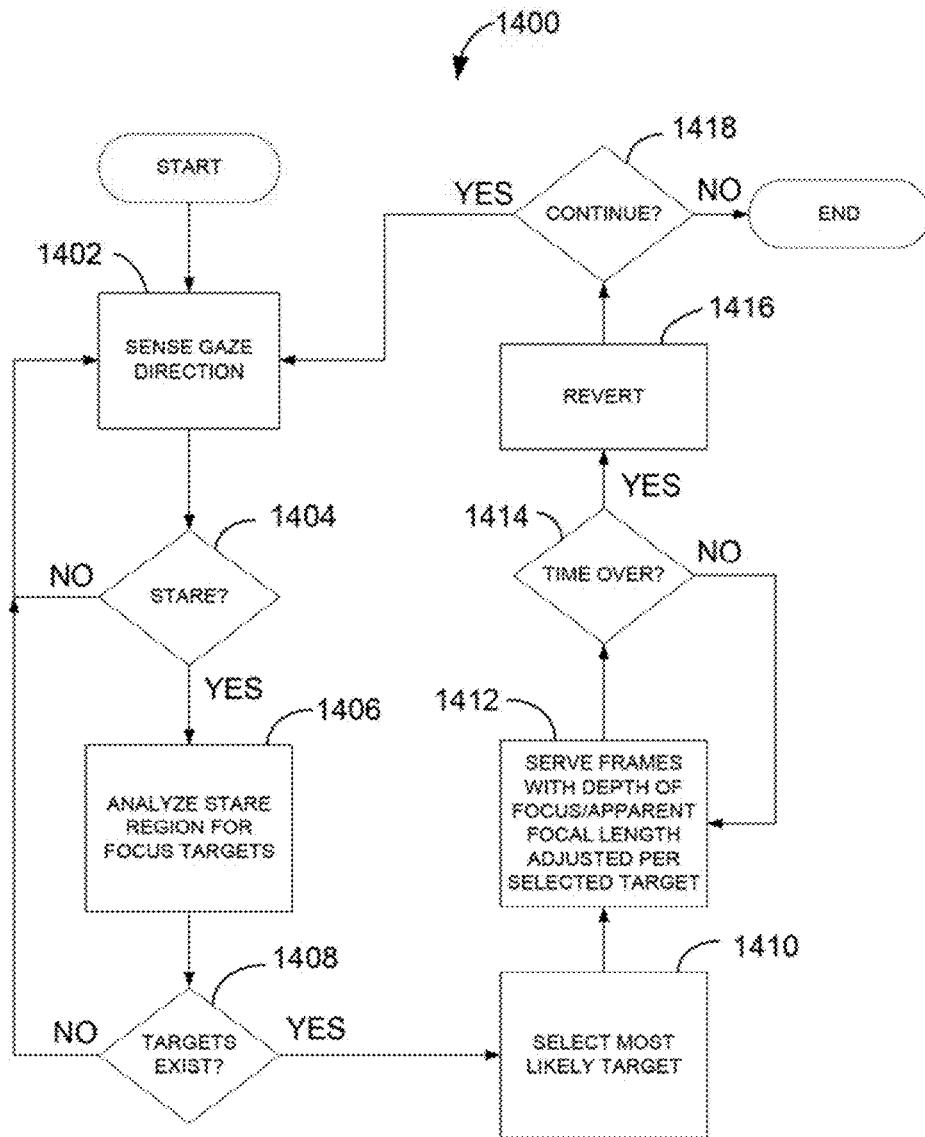 1400
START
1402
SENSE GAZE
DIRECTION
1404
STARE?
NO
YES
1406
ANALYZE STARE
REGION FOR
FOCUS TARGETS
1408
TARGETS
EXIST?
NO
YES
1410
SELECT MOST
LIKELY TARGET
1412
SERVE FRAMES
WITH DEPTH OF
FOCUS/APPARENT
FOCAL LENGTH
ADJUSTED PER
SELECTED TARGET
1414
TIME OVER?
NO
YES
1416
REVERT
1418
CONTINUE?
YES
NO
END